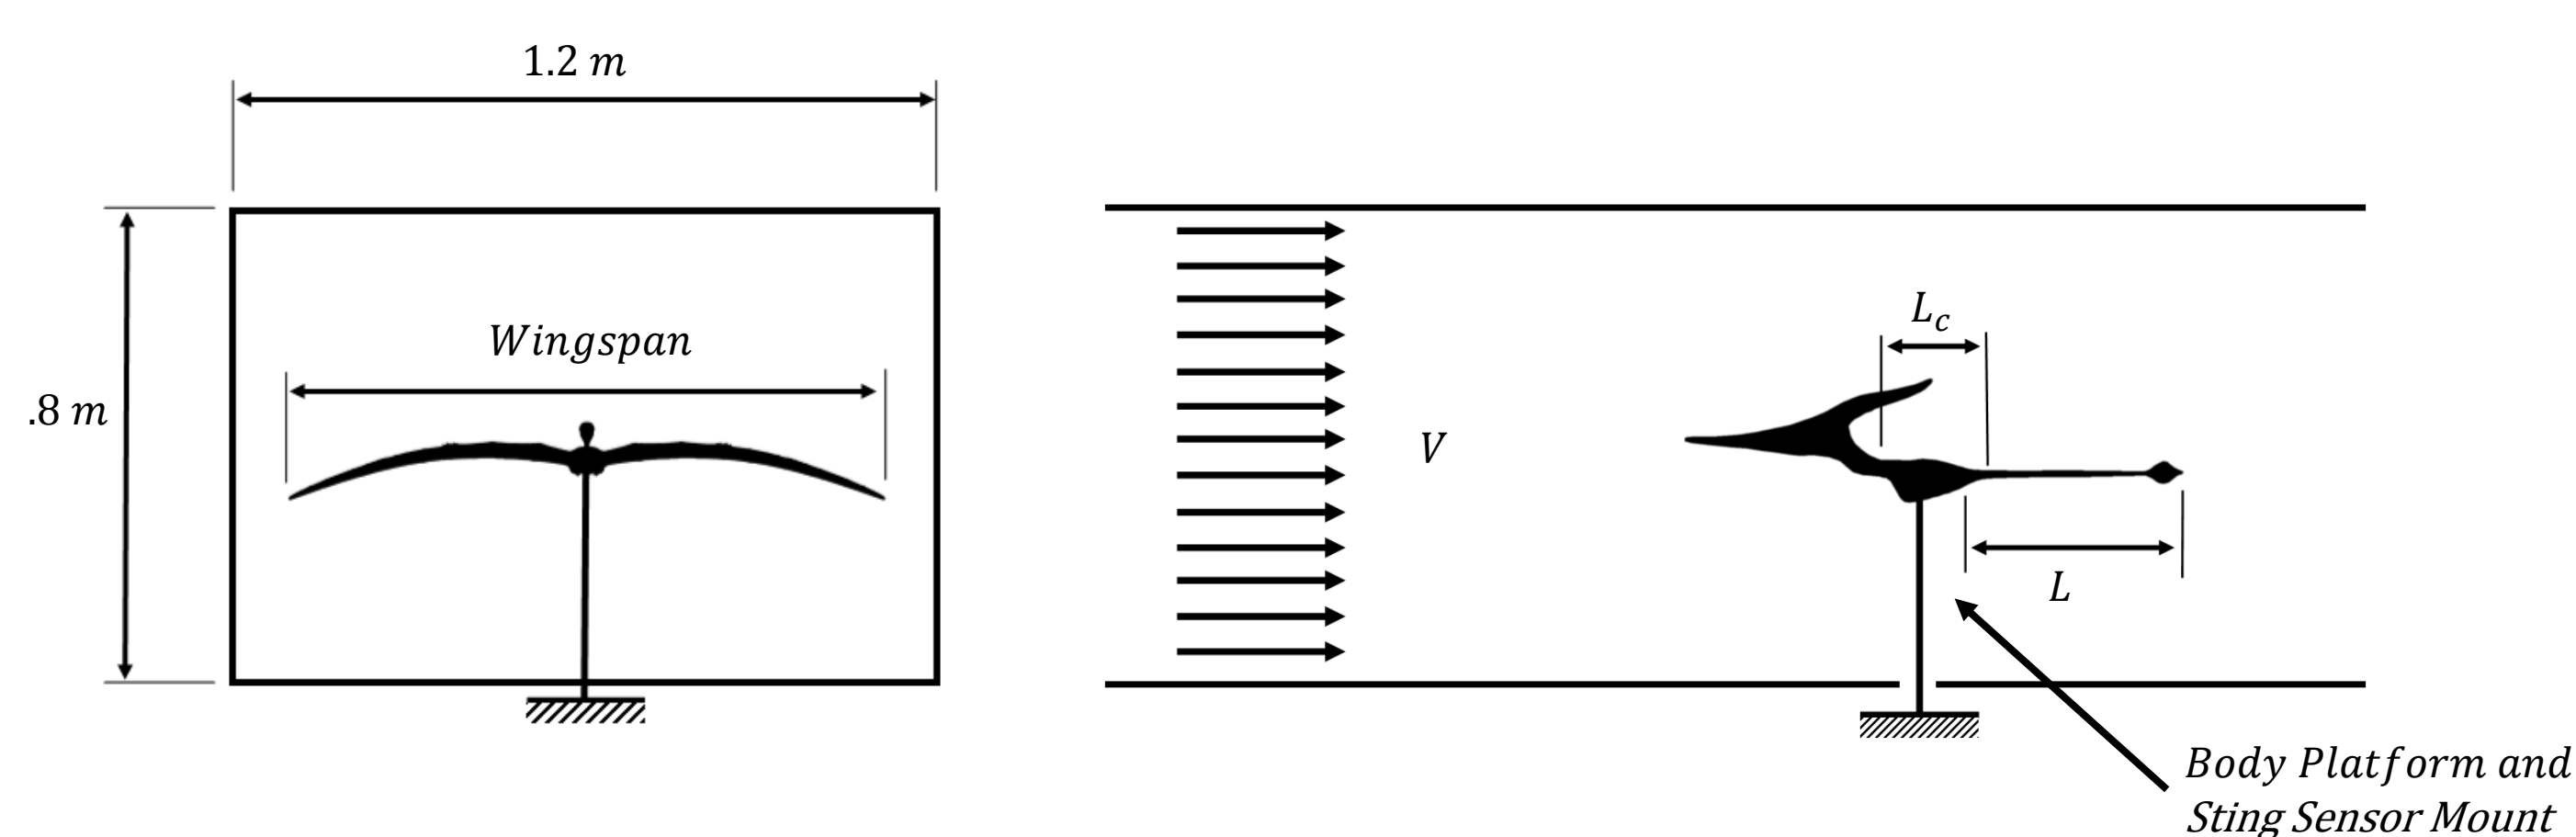 1.2 m
.8 m
Wingspan
V
L_c
L
Body Platform and
Sting Sensor Mount